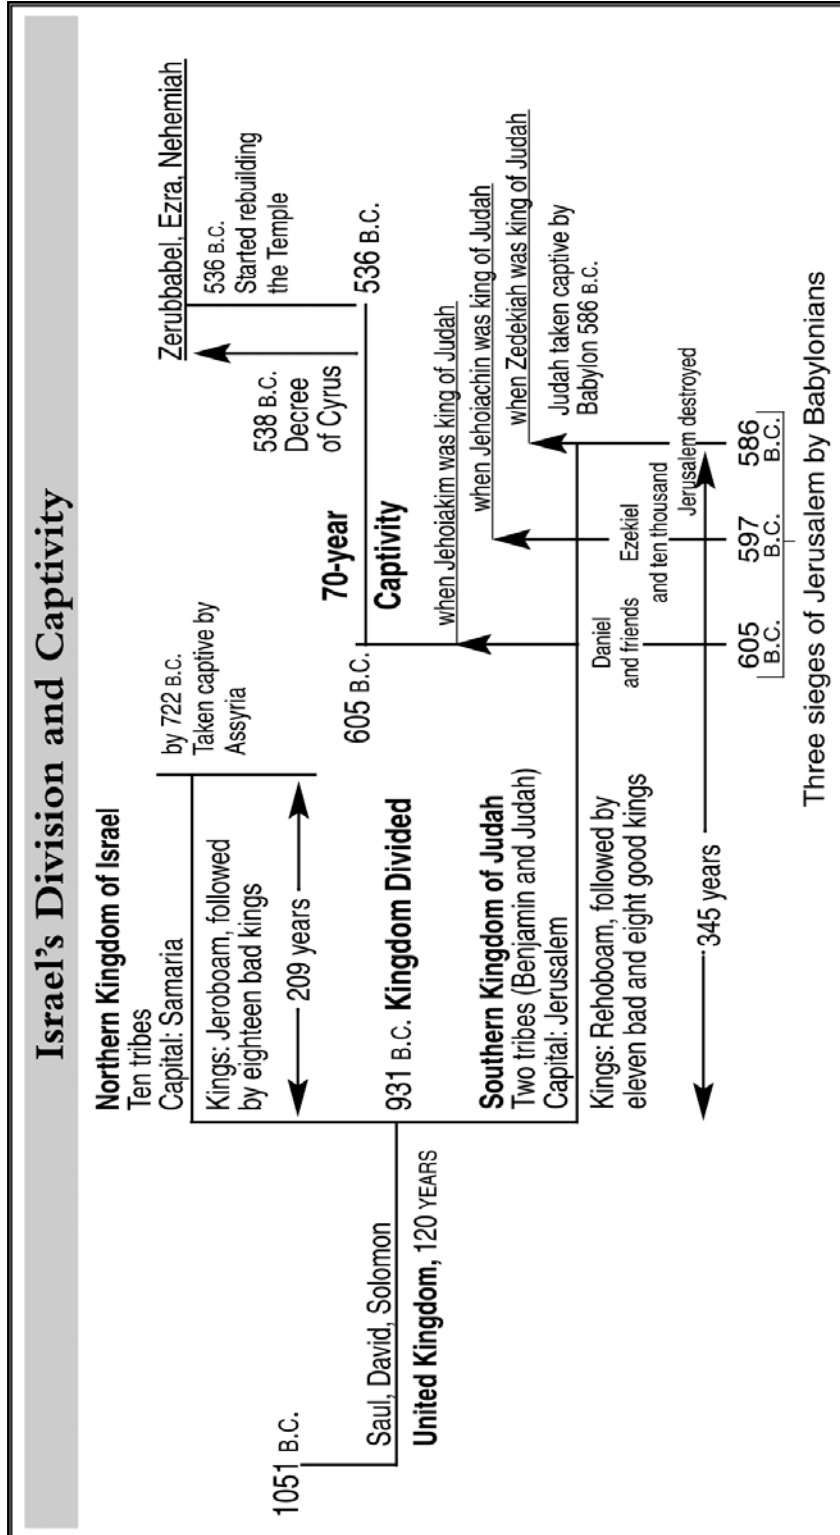 Israel's Division and Captivity
1051 B.C.
Saul, David, Solomon
United Kingdom, 120 YEARS
Northern Kingdom of Israel
Ten tribes
Capital: Samaria
Kings: Jeroboam, followed
by eighteen bad kings
209 years
by 722 B.C.
Taken captive by
Assyria
931 B.C. Kingdom Divided
Southern Kingdom of Judah
Two tribes (Benjamin and Judah)
Capital: Jerusalem
Kings: Rehoboam, followed by
eleven bad and eight good kings
345 years
605 B.C.
70-year
Captivity
538 B.C.
Decree
of Cyrus
Zerubbabel, Ezra, Nehemiah
536 B.C.
Started rebuilding
the Temple
536 B.C.
when Jehoiakim was king of Judah
when Jehoiachin was king of Judah
when Zedekiah was king of Judah
Judah taken captive by
Babylon 586 B.C.
Daniel
and friends
Ezekiel
and ten thousand
Jerusalem destroyed
605
B.C.
597
B.C.
586
B.C.
Three sieges of Jerusalem by Babylonians